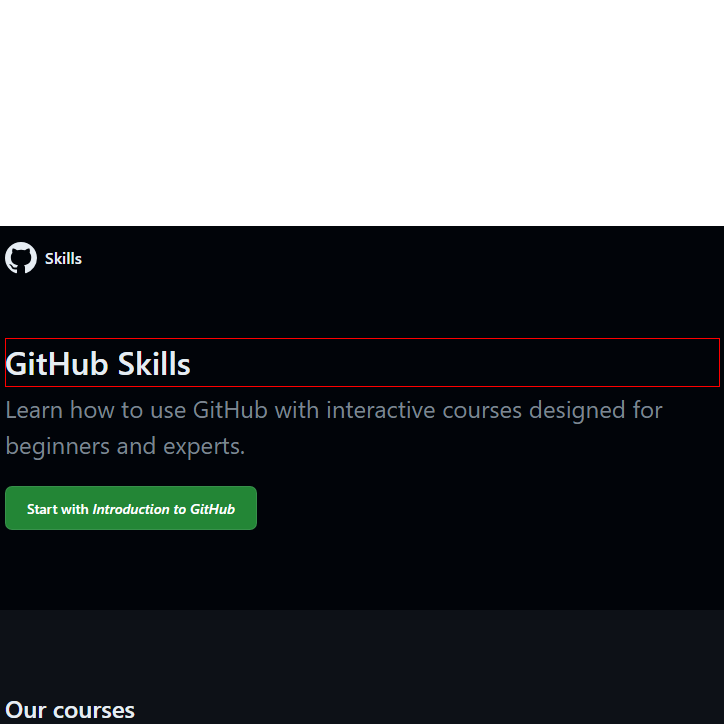 Skills
GitHub Skills
Learn how to use GitHub with interactive courses designed for
beginners and experts.
Start with Introduction to GitHub
Our courses